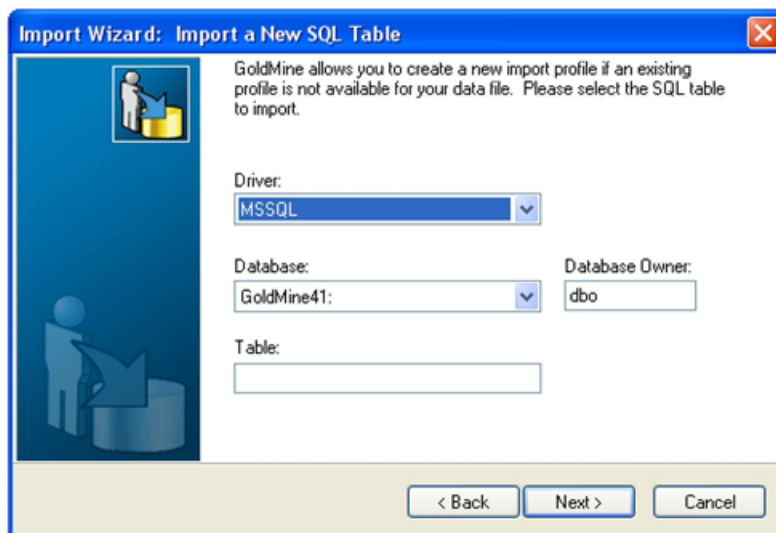 Import Wizard: Import a New SQL Table
GoldMine allows you to create a new import profile if an existing
profile is not available for your data file. Please select the SQL table
to import.
Driver:
MSSQL
Database:
Database Owner:
GoldMine41:
dbo
Table:
< Back
Next >
Cancel